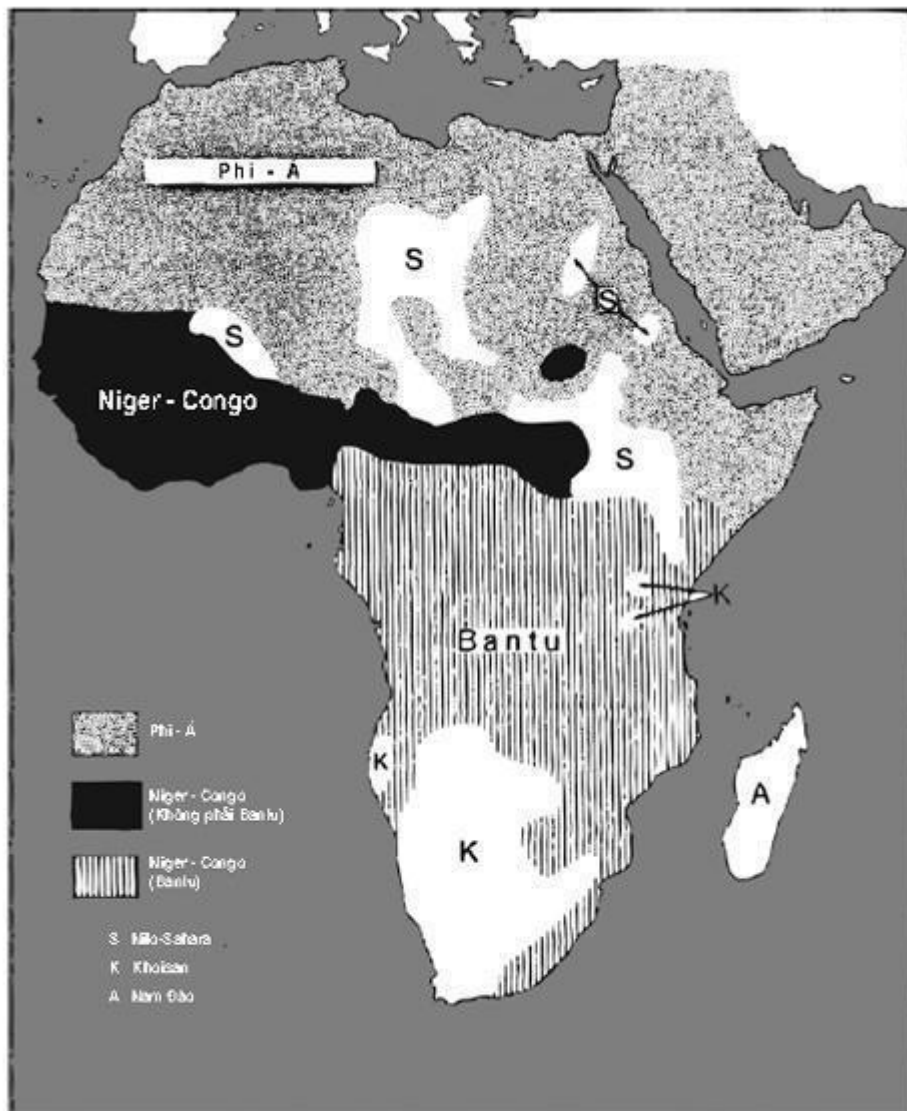 Phi - Á
S
S
S
Niger - Congo
S
K
Bantu
K
K
A
Phi - Á
Niger - Congo
(Không phải Bantu)
Niger - Congo
(Bantu)
S Nilo-Sahara
K Khoisan
A Nam Đảo